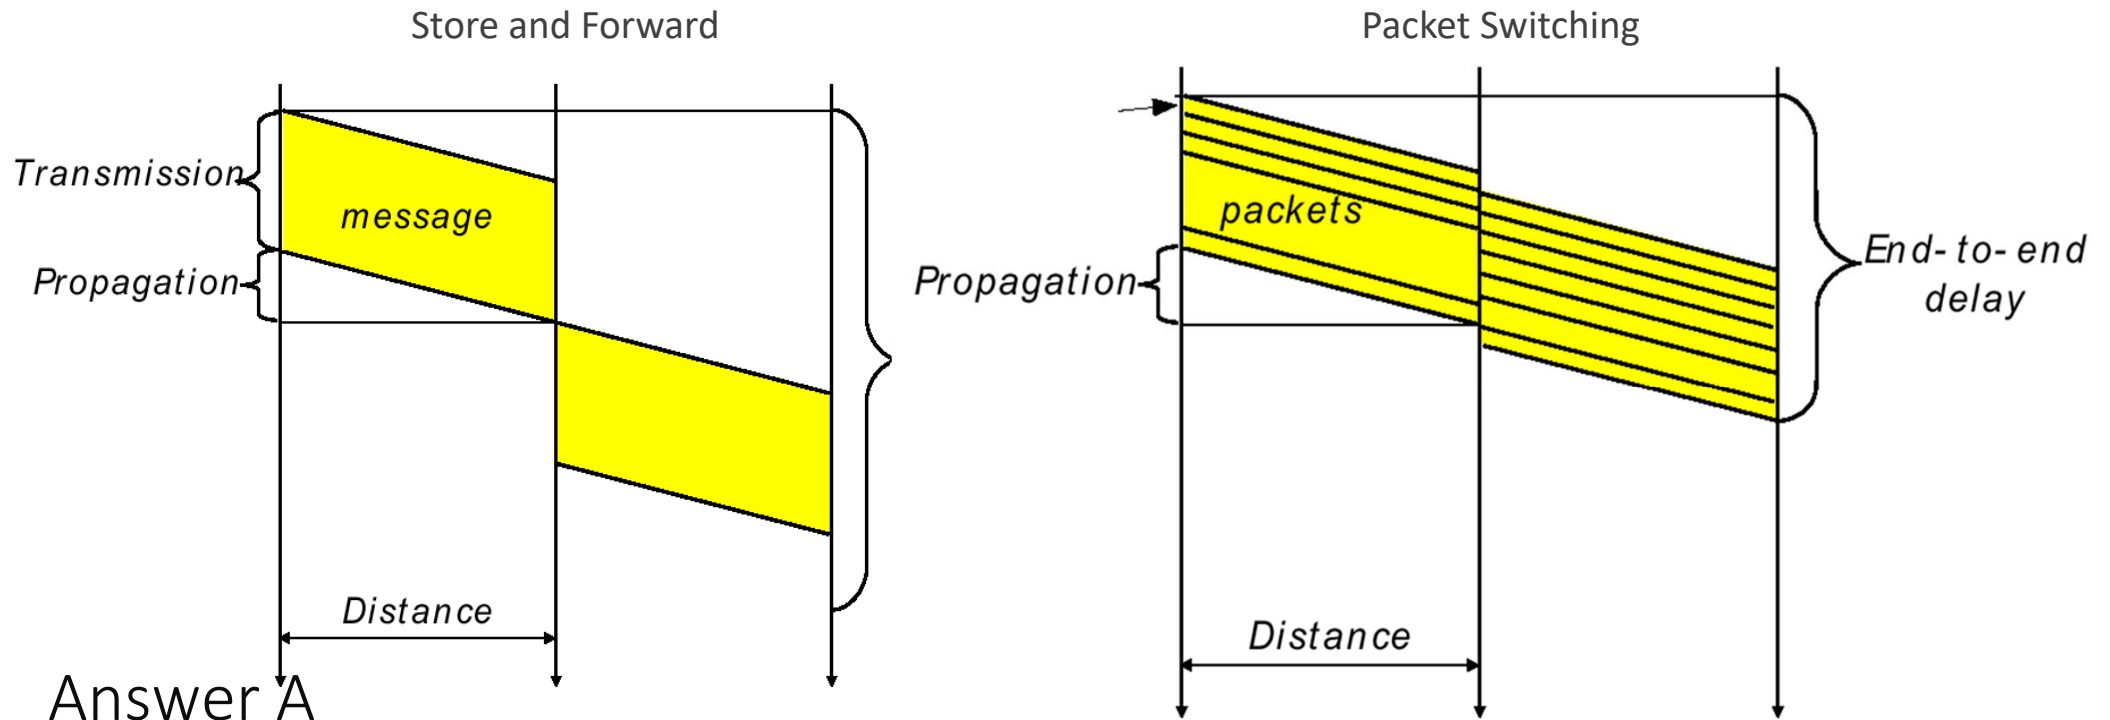 Store and Forward
Transmission
message
Propagation
Distance
Answer A
Packet Switching
packets
Propagation
End-to-end
delay
Distance